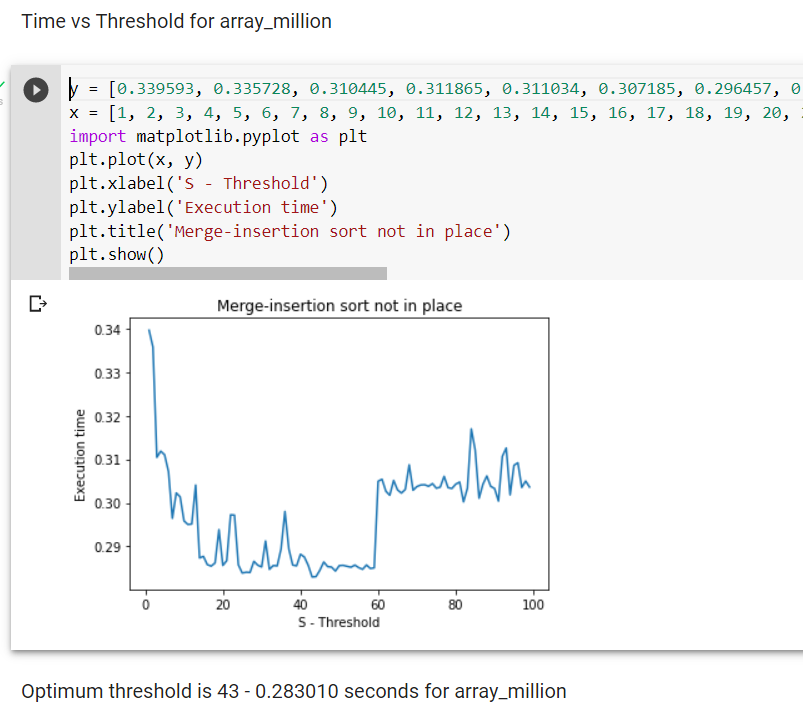 Time vs Threshold for array_million
y = [0.339593, 0.335728, 0.310445, 0.311865, 0.311034, 0.307185, 0.296457, 0
x = [1, 2, 3, 4, 5, 6, 7, 8, 9, 10, 11, 12, 13, 14, 15, 16, 17, 18, 19, 20,
import matplotlib.pyplot as plt
plt.plot(x, y)
plt.xlabel('S - Threshold')
plt.ylabel('Execution time')
plt.title('Merge-insertion sort not in place')
plt.show()
Merge-insertion sort not in place
0.34
0.33
0.32
0.31
0.30
0.29
Execution time
0 20 40 60 80 100
S - Threshold
Optimum threshold is 43 - 0.283010 seconds for array_million